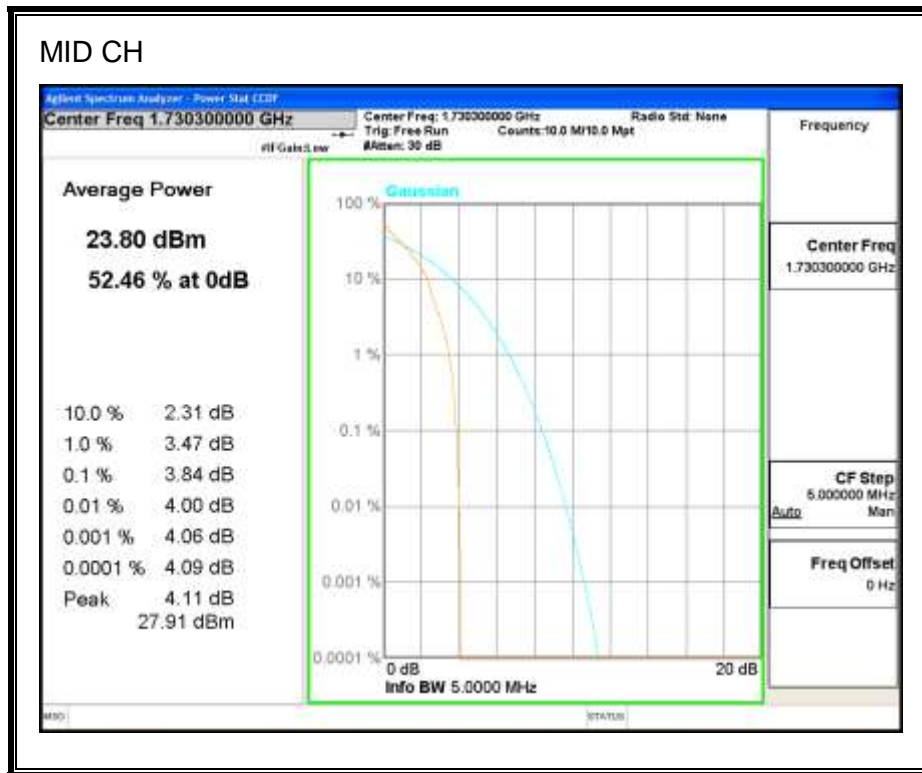 MID CH
Agilent Spectrum Analyzer - Power Stat CCDF
Center Freq 1.730300000 GHz
Center Freq: 1.730300000 GHz
Radio Std: None
Trig: Free Run
Counts:10.0 M/10.0 Mpt
#IFGain:Low
#Atten: 30 dB
Frequency
Average Power
23.80 dBm
52.46 % at 0dB
10.0 % 2.31 dB
1.0 % 3.47 dB
0.1 % 3.84 dB
0.01 % 4.00 dB
0.001 % 4.06 dB
0.0001 % 4.09 dB
Peak 4.11 dB
27.91 dBm
Gaussian
100 %
10 %
1 %
0.1 %
0.01 %
0.001 %
0.0001 %
0 dB
20 dB
Info BW 5.0000 MHz
Center Freq
1.730300000 GHz
CF Step
5.000000 MHz
Auto Man
Freq Offset
0 Hz
MSG
STATUS